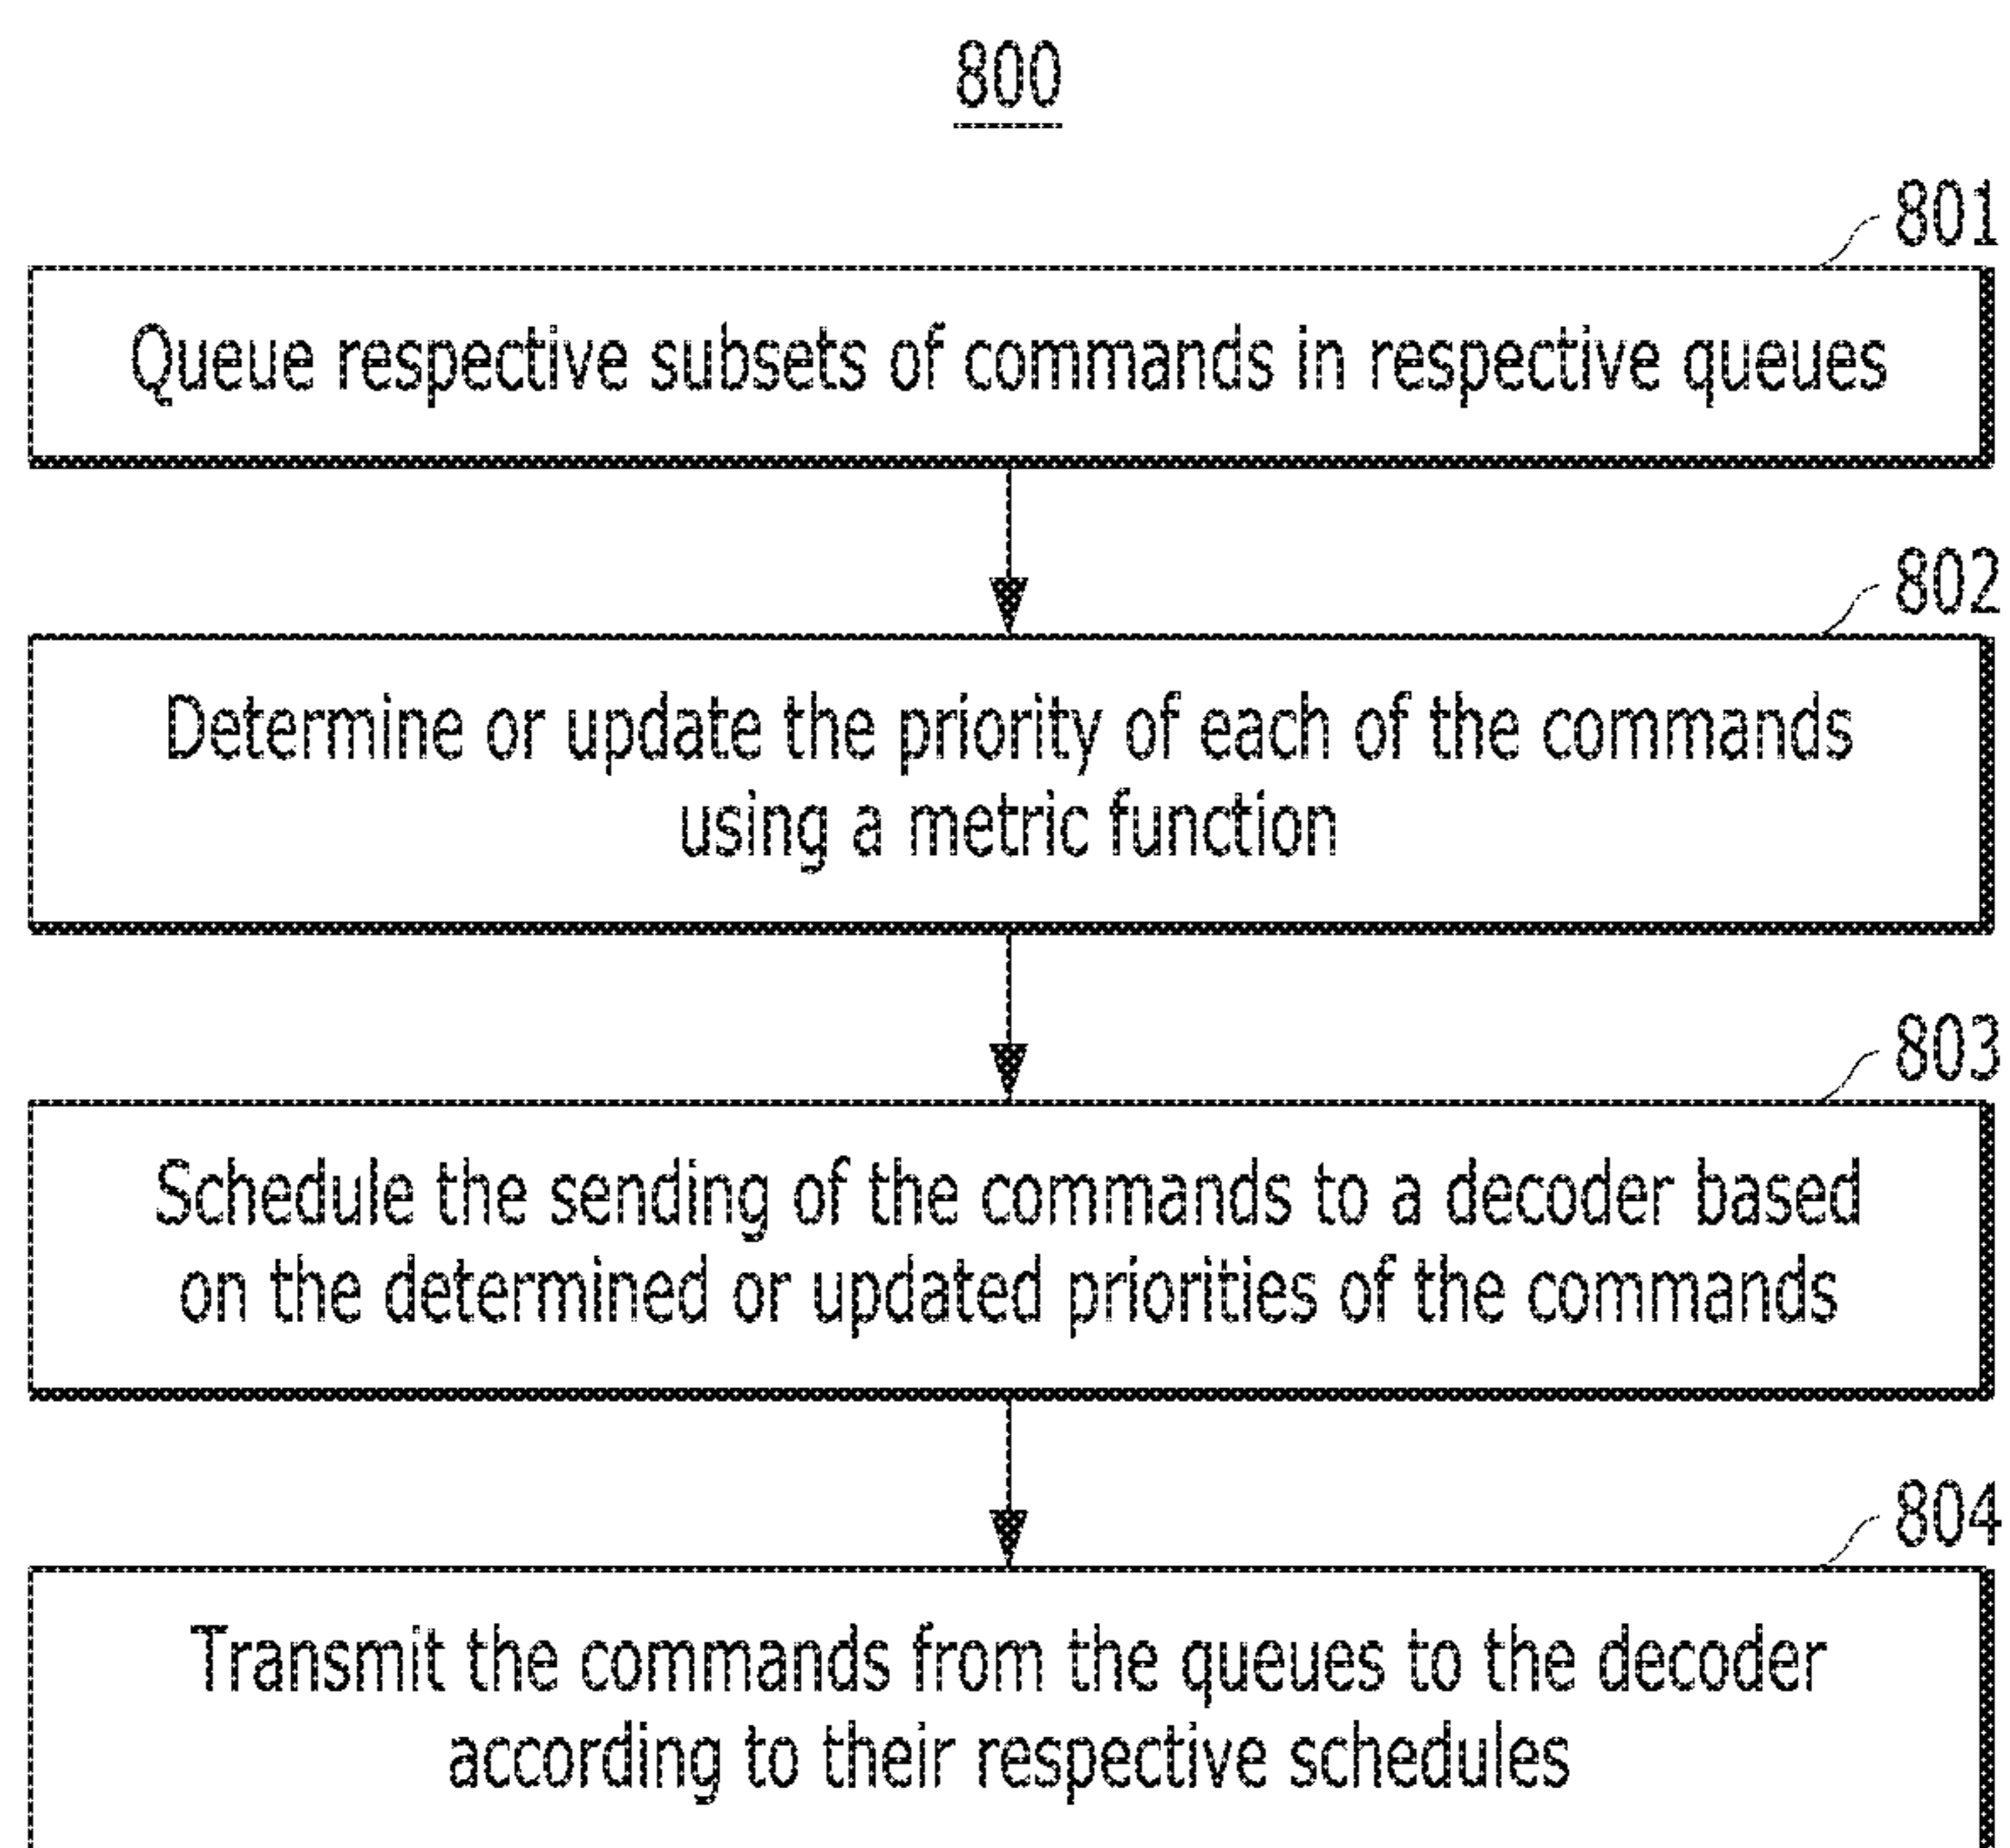 800
801
Queue respective subsets of commands in respective queues
802
Determine or update the priority of each of the commands
using a metric function
803
Schedule the sending of the commands to a decoder based
on the determined or updated priorities of the commands
804
Transmit the commands from the queues to the decoder
according to their respective schedules